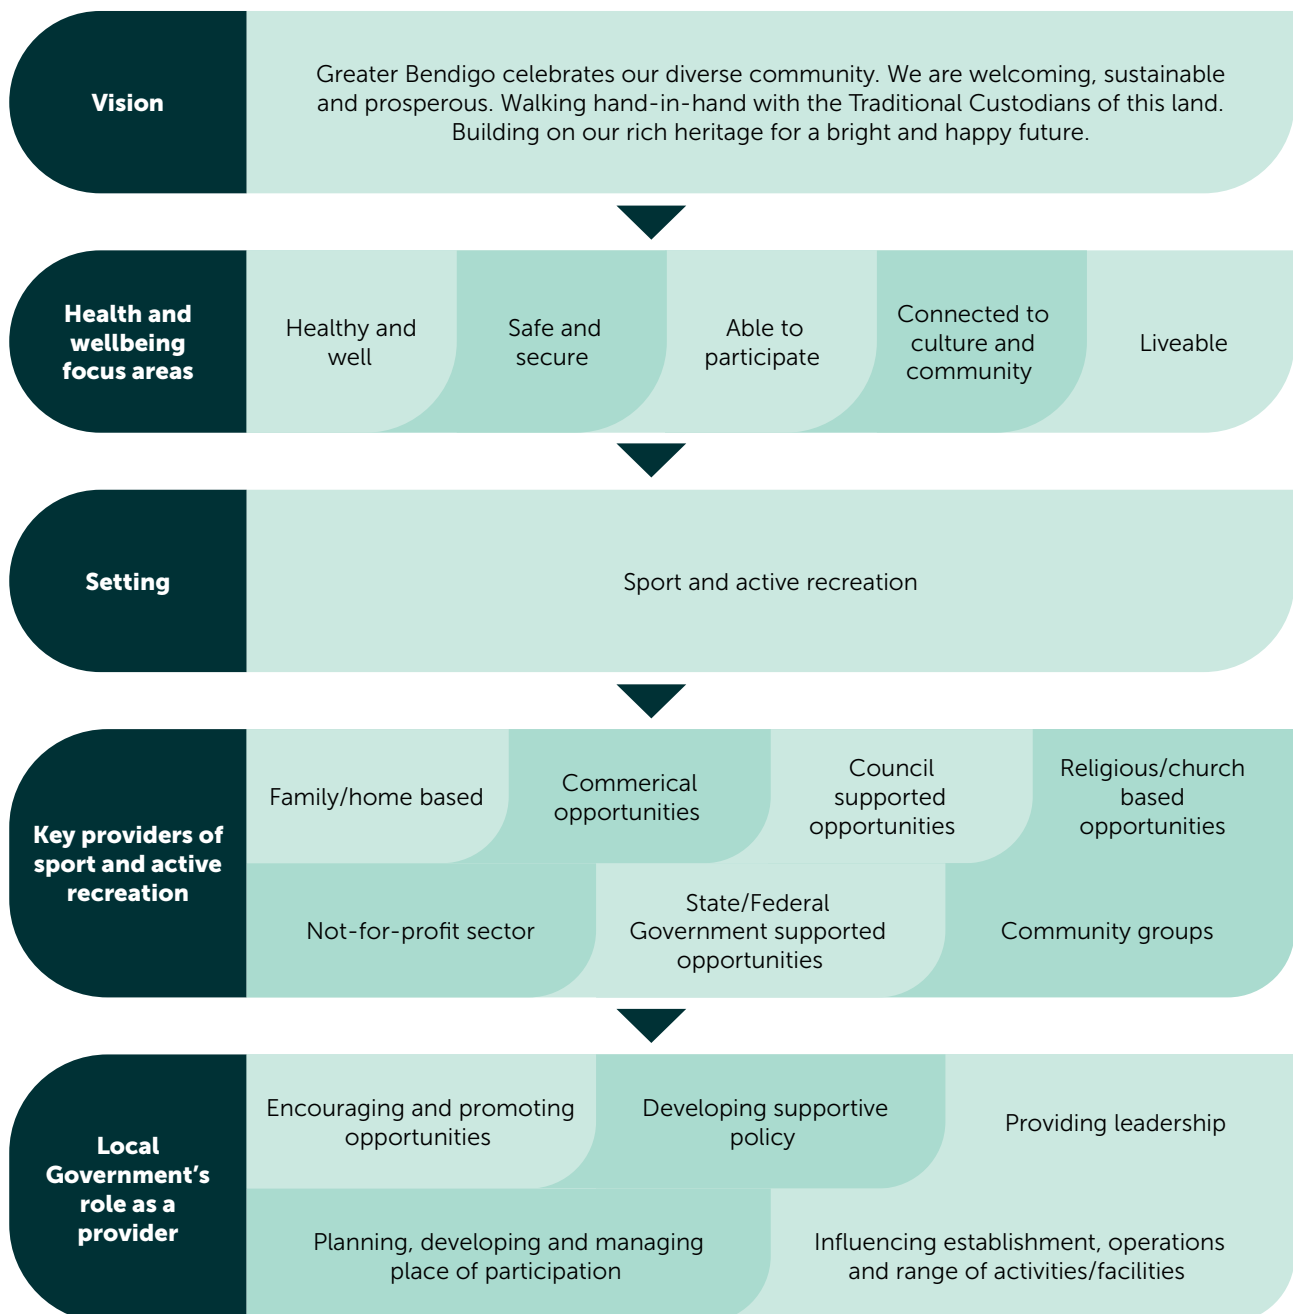 Vision
Greater Bendigo celebrates our diverse community. We are welcoming, sustainable
and prosperous. Walking hand-in-hand with the Traditional Custodians of this land.
Building on our rich heritage for a bright and happy future.
Health and
wellbeing
focus areas
Healthy and
well
Safe and
secure
Able to
participate
Connected to
culture and
community
Liveable
Setting
Sport and active recreation
Key providers of
sport and active
recreation
Family/home based
Commerical
opportunities
Council
supported
opportunities
Religious/church
based
opportunities
Not-for-profit sector
State/Federal
Government supported
opportunities
Community groups
Local
Government's
role as a
provider
Encouraging and promoting
opportunities
Developing supportive
policy
Providing leadership
Planning, developing and managing
place of participation
Influencing establishment, operations
and range of activities/facilities